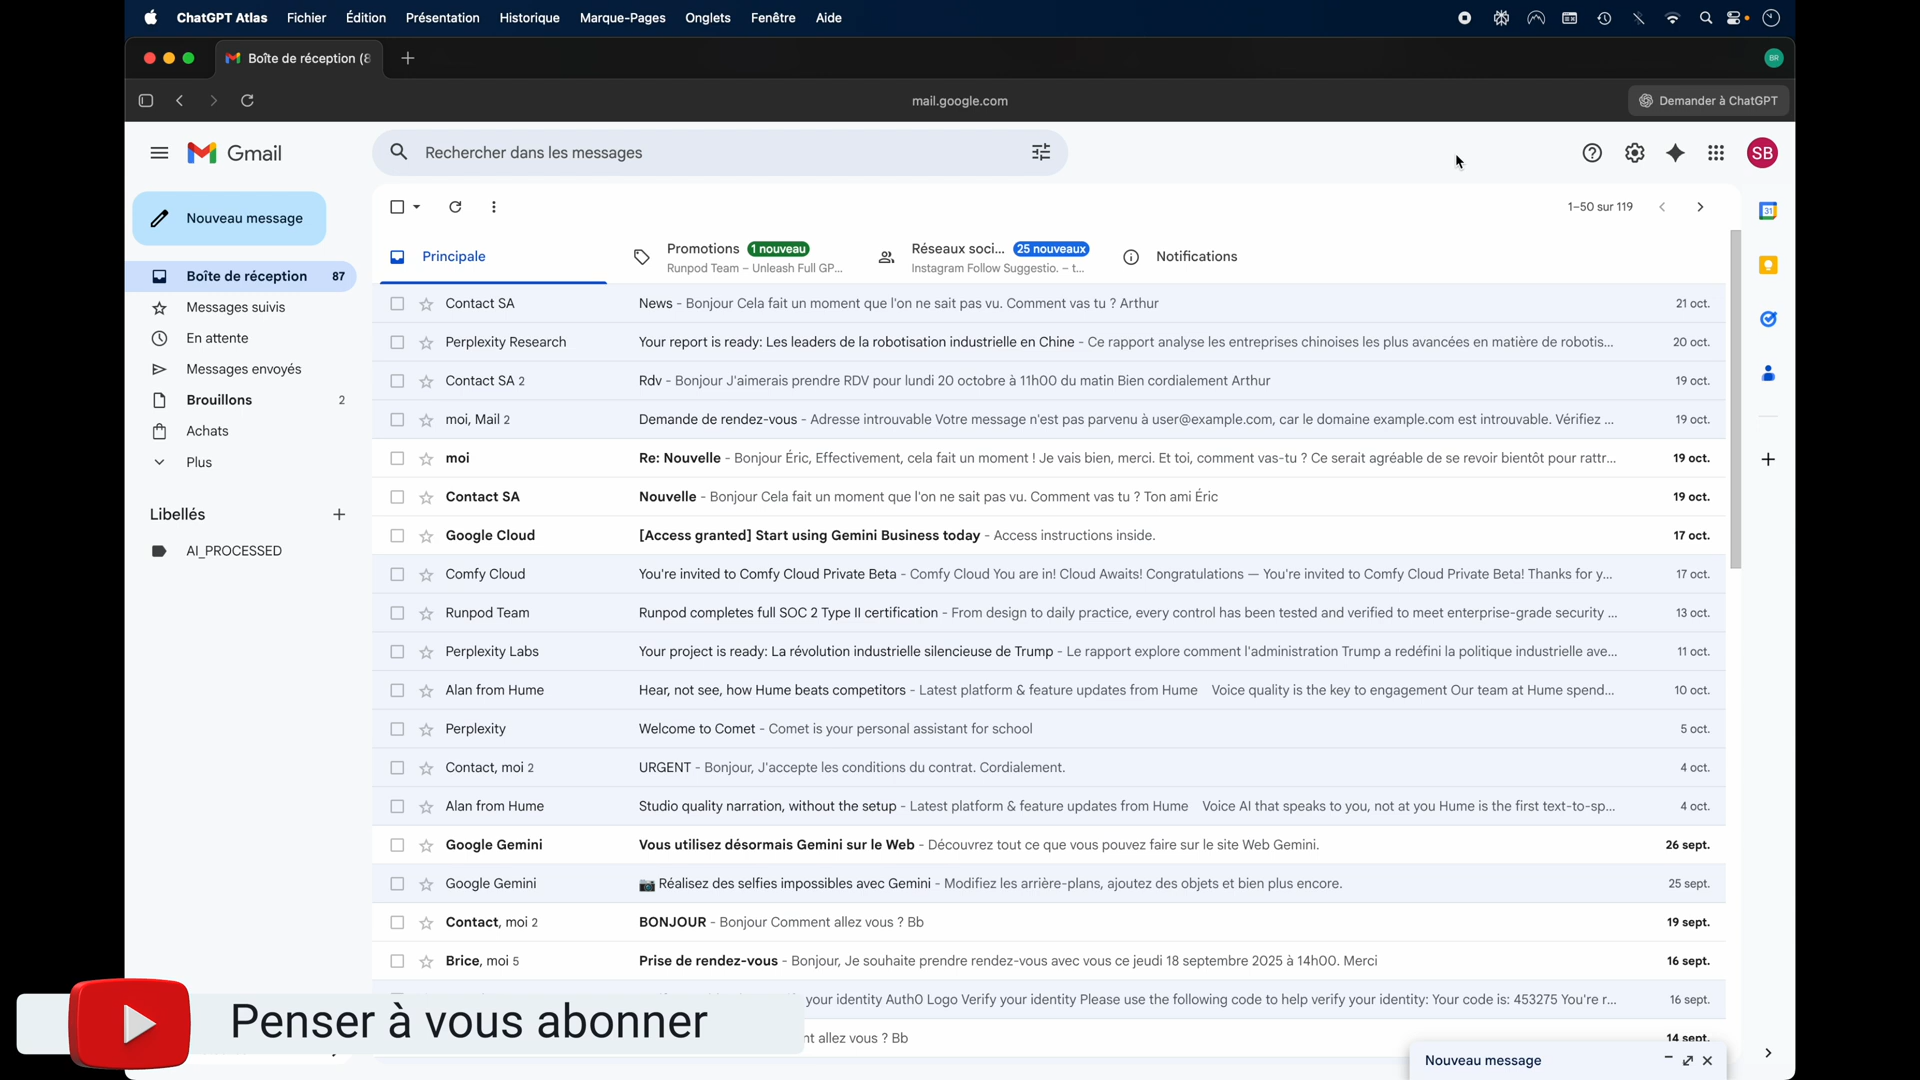 ChatGPT Atlas Fichier Édition Présentation Historique Marque-Pages Onglets Fenêtre Aide
Boîte de réception (8
BR
mail.google.com
Demander à ChatGPT
Gmail
Rechercher dans les messages
SB
Nouveau message
1–50 sur 119
Principale
Promotions 1 nouveau
Runpod Team – Unleash Full GP...
Réseaux soci... 25 nouveaux
Instagram Follow Suggestio. – t...
Notifications
Boîte de réception 87
Messages suivis
En attente
Messages envoyés
Brouillons 2
Achats
Plus
Libellés
AI_PROCESSED
Contact SA News - Bonjour Cela fait un moment que l'on ne sait pas vu. Comment vas tu ? Arthur 21 oct.
Perplexity Research Your report is ready: Les leaders de la robotisation industrielle en Chine - Ce rapport analyse les entreprises chinoises les plus avancées en matière de robotis... 20 oct.
Contact SA 2 Rdv - Bonjour J'aimerais prendre RDV pour lundi 20 octobre à 11h00 du matin Bien cordialement Arthur 19 oct.
moi, Mail 2 Demande de rendez-vous - Adresse introuvable Votre message n'est pas parvenu à user@example.com, car le domaine example.com est introuvable. Vérifiez ... 19 oct.
moi Re: Nouvelle - Bonjour Éric, Effectivement, cela fait un moment ! Je vais bien, merci. Et toi, comment vas-tu ? Ce serait agréable de se revoir bientôt pour rattr... 19 oct.
Contact SA Nouvelle - Bonjour Cela fait un moment que l'on ne sait pas vu. Comment vas tu ? Ton ami Éric 19 oct.
Google Cloud [Access granted] Start using Gemini Business today - Access instructions inside. 17 oct.
Comfy Cloud You're invited to Comfy Cloud Private Beta - Comfy Cloud You are in! Cloud Awaits! Congratulations — You're invited to Comfy Cloud Private Beta! Thanks for y... 17 oct.
Runpod Team Runpod completes full SOC 2 Type II certification - From design to daily practice, every control has been tested and verified to meet enterprise-grade security ... 13 oct.
Perplexity Labs Your project is ready: La révolution industrielle silencieuse de Trump - Le rapport explore comment l'administration Trump a redéfini la politique industrielle ave... 11 oct.
Alan from Hume Hear, not see, how Hume beats competitors - Latest platform & feature updates from Hume Voice quality is the key to engagement Our team at Hume spend... 10 oct.
Perplexity Welcome to Comet - Comet is your personal assistant for school 5 oct.
Contact, moi 2 URGENT - Bonjour, J'accepte les conditions du contrat. Cordialement. 4 oct.
Alan from Hume Studio quality narration, without the setup - Latest platform & feature updates from Hume Voice AI that speaks to you, not at you Hume is the first text-to-sp... 4 oct.
Google Gemini Vous utilisez désormais Gemini sur le Web - Découvrez tout ce que vous pouvez faire sur le site Web Gemini. 26 sept.
Google Gemini 📷 Réalisez des selfies impossibles avec Gemini - Modifiez les arrière-plans, ajoutez des objets et bien plus encore. 25 sept.
Contact, moi 2 BONJOUR - Bonjour Comment allez vous ? Bb 19 sept.
Brice, moi 5 Prise de rendez-vous - Bonjour, Je souhaite prendre rendez-vous avec vous ce jeudi 18 septembre 2025 à 14h00. Merci 16 sept.
your identity Auth0 Logo Verify your identity Please use the following code to help verify your identity: Your code is: 453275 You're r... 16 sept.
Penser à vous abonner
allez vous ? Bb 14 sept.
Nouveau message